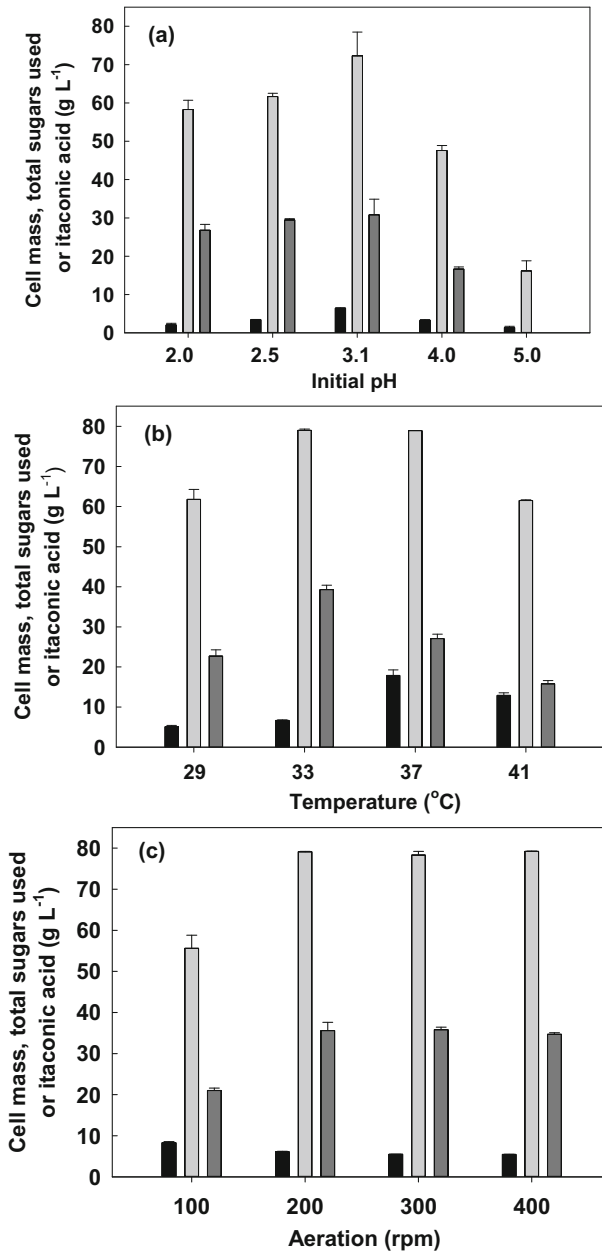 (a)
Cell mass, total sugars used
or itaconic acid (g L-1)
80
70
60
50
40
30
20
10
0
2.0 2.5 3.1 4.0 5.0
Initial pH
(b)
Cell mass, total sugars used
or itaconic acid (g L-1)
80
70
60
50
40
30
20
10
0
29 33 37 41
Temperature (oC)
(c)
Cell mass, total sugars used
or itaconic acid (g L-1)
80
70
60
50
40
30
20
10
0
100 200 300 400
Aeration (rpm)